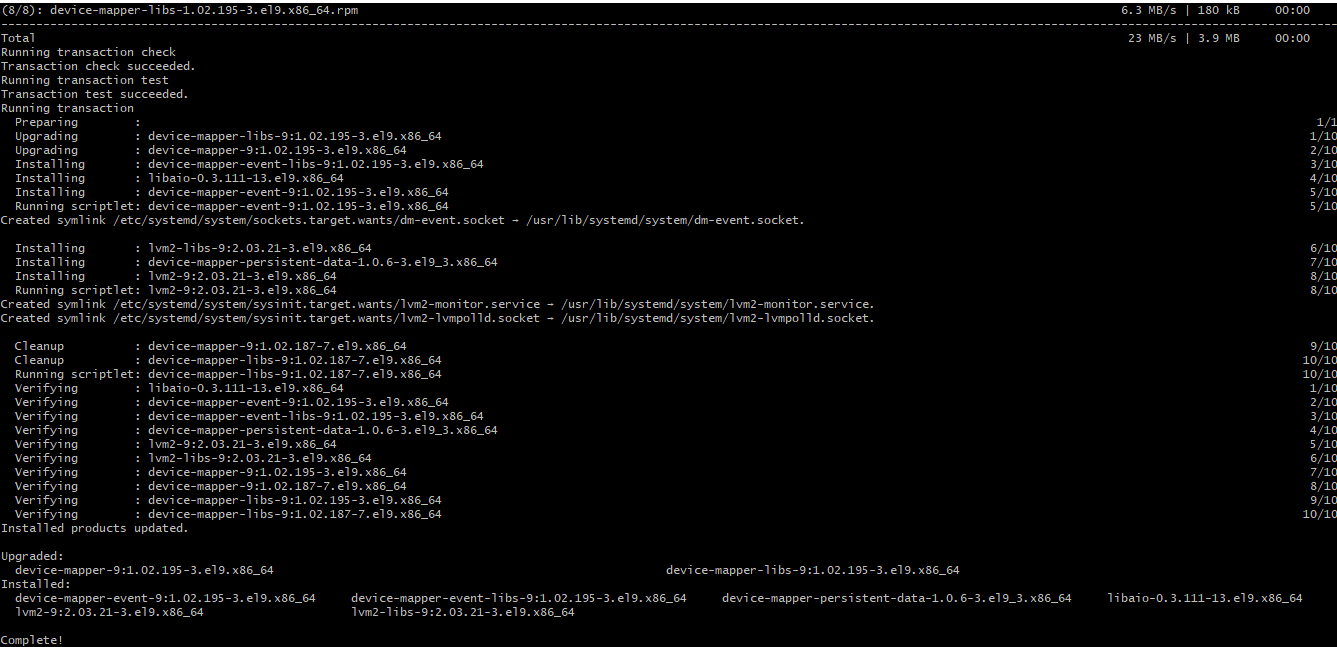 (8/8): device-mapper-libs-1.02.195-3.el9.x86_64.rpm 6.3 MB/s | 180 kB 00:00
--------------------------------------------------------------------------------
Total 23 MB/s | 3.9 MB 00:00
Running transaction check
Transaction check succeeded.
Running transaction test
Transaction test succeeded.
Running transaction
Preparing : 1/1
Upgrading : device-mapper-libs-9:1.02.195-3.el9.x86_64 1/10
Upgrading : device-mapper-9:1.02.195-3.el9.x86_64 2/10
Installing : device-mapper-event-libs-9:1.02.195-3.el9.x86_64 3/10
Installing : libaio-0.3.111-13.el9.x86_64 4/10
Installing : device-mapper-event-9:1.02.195-3.el9.x86_64 5/10
Running scriptlet: device-mapper-event-9:1.02.195-3.el9.x86_64 5/10
Created symlink /etc/systemd/system/sockets.target.wants/dm-event.socket → /usr/lib/systemd/system/dm-event.socket.
Installing : lvm2-libs-9:2.03.21-3.el9.x86_64 6/10
Installing : device-mapper-persistent-data-1.0.6-3.el9_3.x86_64 7/10
Installing : lvm2-9:2.03.21-3.el9.x86_64 8/10
Running scriptlet: lvm2-9:2.03.21-3.el9.x86_64 8/10
Created symlink /etc/systemd/system/sysinit.target.wants/lvm2-monitor.service → /usr/lib/systemd/system/lvm2-monitor.service.
Created symlink /etc/systemd/system/sysinit.target.wants/lvm2-lvmpolld.socket → /usr/lib/systemd/system/lvm2-lvmpolld.socket.
Cleanup : device-mapper-9:1.02.187-7.el9.x86_64 9/10
Cleanup : device-mapper-libs-9:1.02.187-7.el9.x86_64 10/10
Running scriptlet: device-mapper-libs-9:1.02.187-7.el9.x86_64 10/10
Verifying : libaio-0.3.111-13.el9.x86_64 1/10
Verifying : device-mapper-event-9:1.02.195-3.el9.x86_64 2/10
Verifying : device-mapper-event-libs-9:1.02.195-3.el9.x86_64 3/10
Verifying : device-mapper-persistent-data-1.0.6-3.el9_3.x86_64 4/10
Verifying : lvm2-9:2.03.21-3.el9.x86_64 5/10
Verifying : lvm2-libs-9:2.03.21-3.el9.x86_64 6/10
Verifying : device-mapper-9:1.02.195-3.el9.x86_64 7/10
Verifying : device-mapper-9:1.02.187-7.el9.x86_64 8/10
Verifying : device-mapper-libs-9:1.02.195-3.el9.x86_64 9/10
Verifying : device-mapper-libs-9:1.02.187-7.el9.x86_64 10/10
Installed products updated.
Upgraded:
device-mapper-9:1.02.195-3.el9.x86_64 device-mapper-libs-9:1.02.195-3.el9.x86_64
Installed:
device-mapper-event-9:1.02.195-3.el9.x86_64 device-mapper-event-libs-9:1.02.195-3.el9.x86_64 device-mapper-persistent-data-1.0.6-3.el9_3.x86_64 libaio-0.3.111-13.el9.x86_64
lvm2-9:2.03.21-3.el9.x86_64 lvm2-libs-9:2.03.21-3.el9.x86_64
Complete!